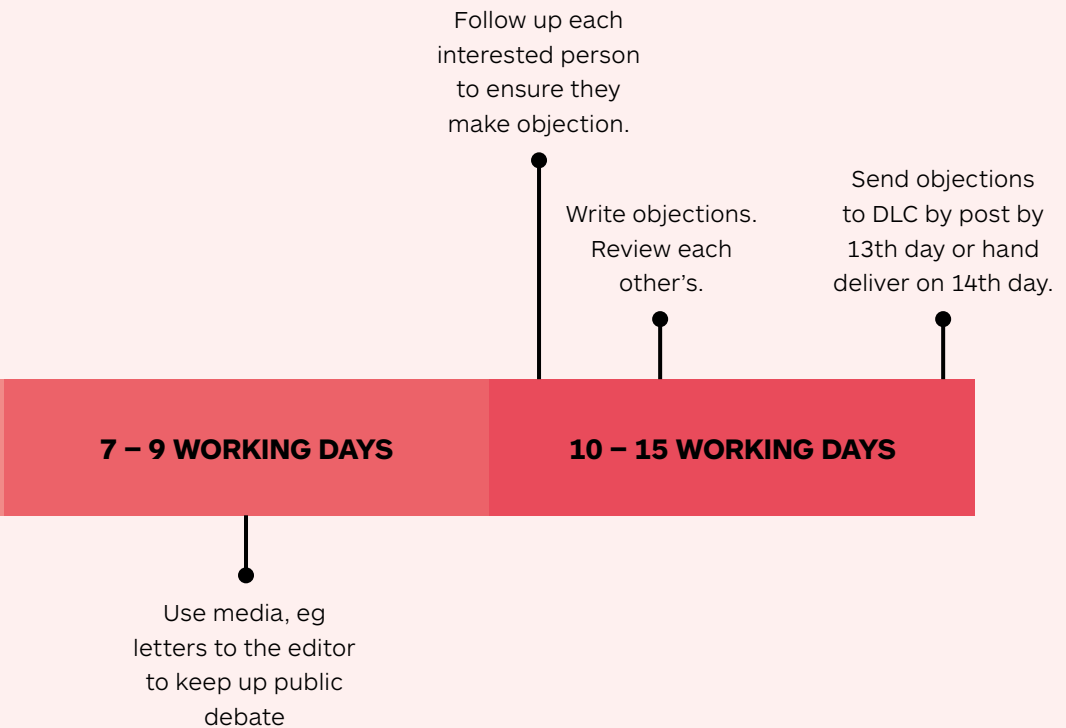 Follow up each
interested person
to ensure they
make objection.
Write objections.
Review each
other's.
Send objections
to DLC by post by
13th day or hand
deliver on 14th day.
7 – 9 WORKING DAYS
10 – 15 WORKING DAYS
Use media, eg
letters to the editor
to keep up public
debate